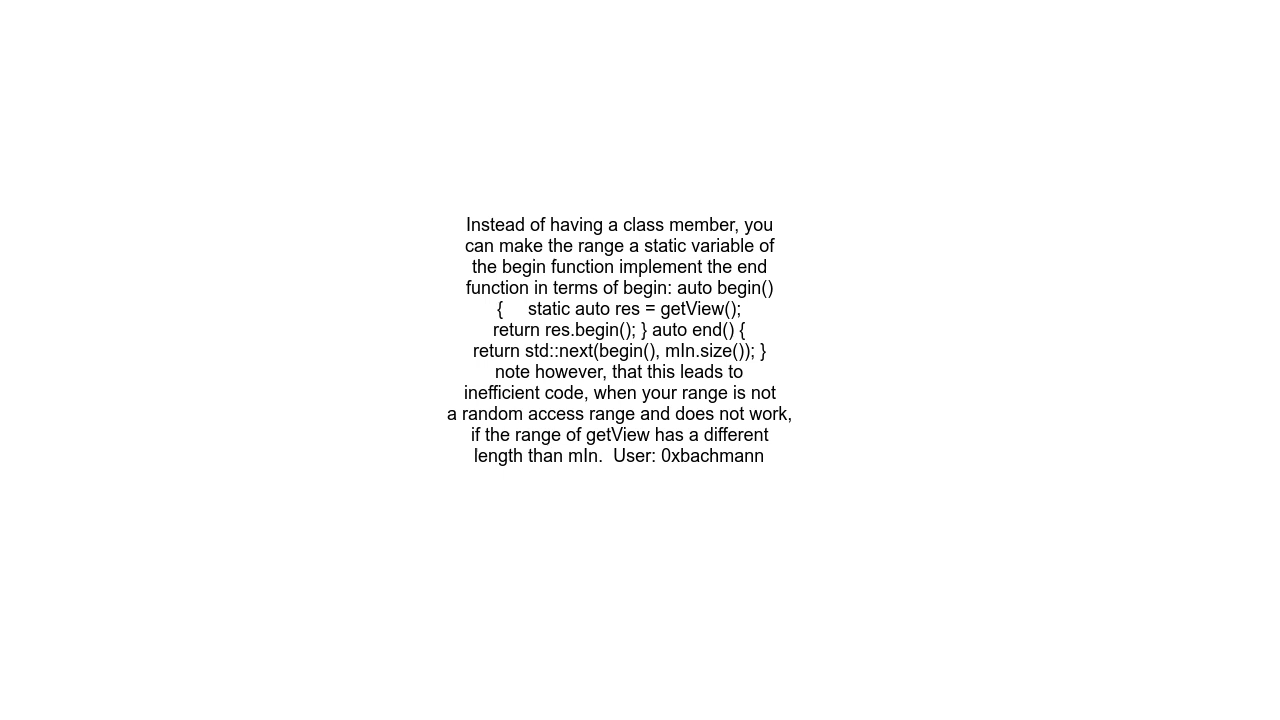 Instead of having a class member, you
can make the range a static variable of
the begin function implement the end
function in terms of begin: auto begin()
{     static auto res = getView();
return res.begin(); } auto end() {
return std::next(begin(), mIn.size()); }
note however, that this leads to
inefficient code, when your range is not
a random access range and does not work,
if the range of getView has a different
length than mIn.  User: 0xbachmann